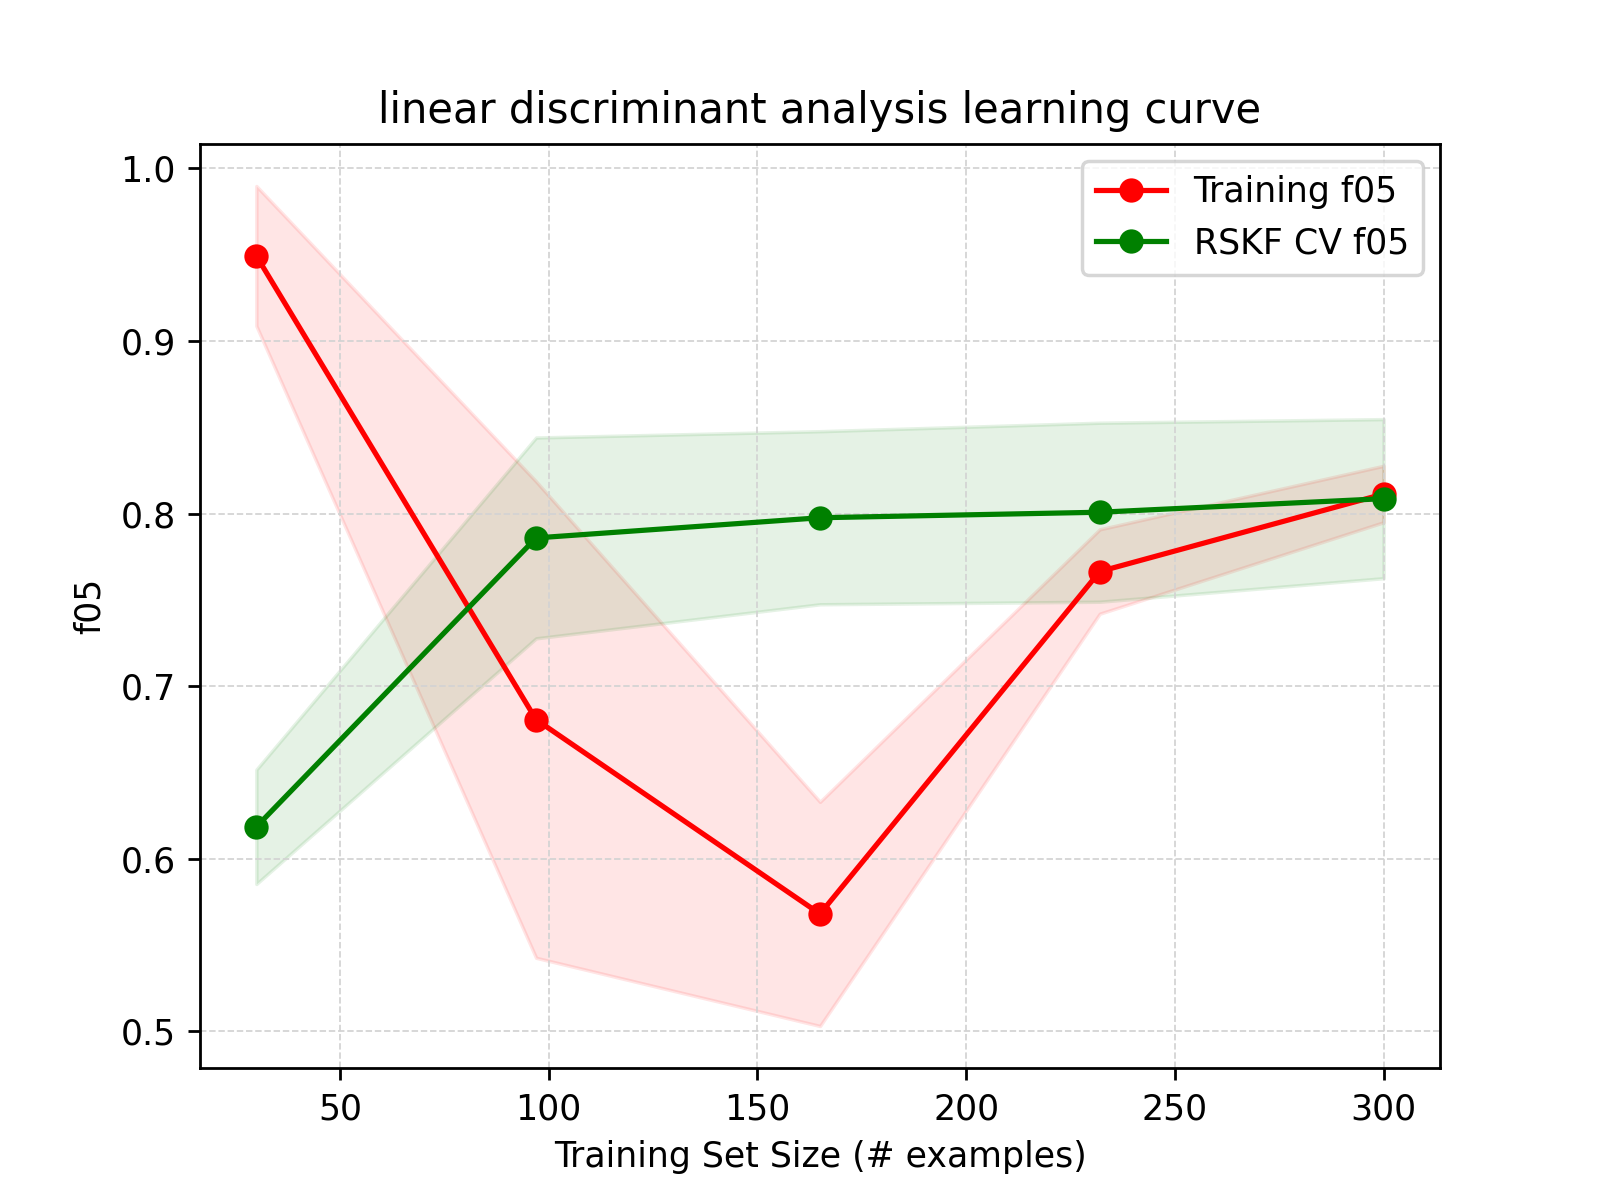 linear discriminant analysis learning curve
Training f05
RSKF CV f05
1.0
0.9
0.8
0.7
0.6
0.5
f05
50
100
150
200
250
300
Training Set Size (# examples)